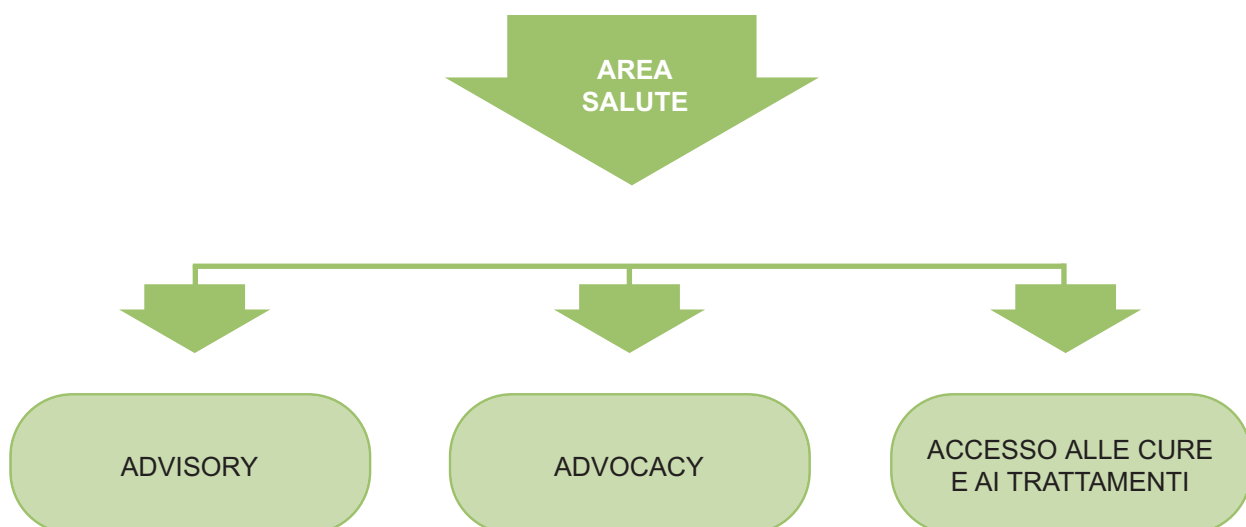 AREA
SALUTE
ADVISORY
ADVOCACY
ACCESSO ALLE CURE
E AI TRATTAMENTI